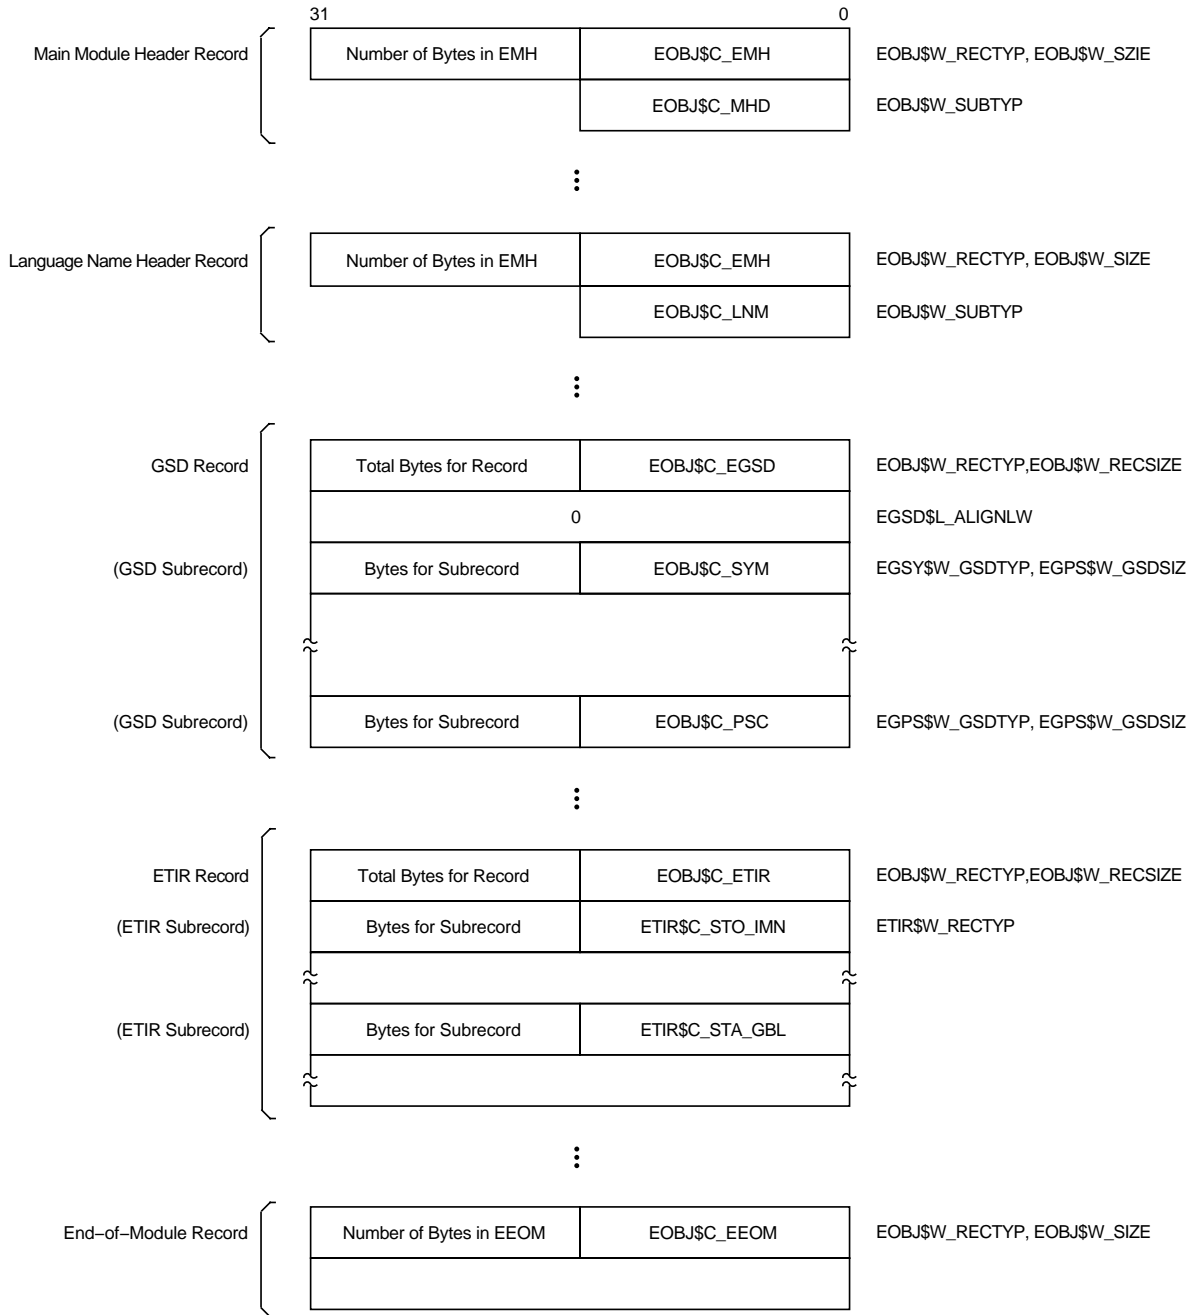 31 0
Main Module Header Record Number of Bytes in EMH EOBJ$C_EMH EOBJ$W_RECTYP, EOBJ$W_SZIE
EOBJ$C_MHD EOBJ$W_SUBTYP
Language Name Header Record Number of Bytes in EMH EOBJ$C_EMH EOBJ$W_RECTYP, EOBJ$W_SIZE
EOBJ$C_LNM EOBJ$W_SUBTYP
GSD Record Total Bytes for Record EOBJ$C_EGSD EOBJ$W_RECTYP,EOBJ$W_RECSIZE
0 EGSD$L_ALIGNLW
(GSD Subrecord) Bytes for Subrecord EOBJ$C_SYM EGSY$W_GSDTYP, EGPS$W_GSDSIZ
(GSD Subrecord) Bytes for Subrecord EOBJ$C_PSC EGPS$W_GSDTYP, EGPS$W_GSDSIZ
ETIR Record Total Bytes for Record EOBJ$C_ETIR EOBJ$W_RECTYP,EOBJ$W_RECSIZE
(ETIR Subrecord) Bytes for Subrecord ETIR$C_STO_IMN ETIR$W_RECTYP
(ETIR Subrecord) Bytes for Subrecord ETIR$C_STA_GBL
End−of−Module Record Number of Bytes in EEOM EOBJ$C_EEOM EOBJ$W_RECTYP, EOBJ$W_SIZE